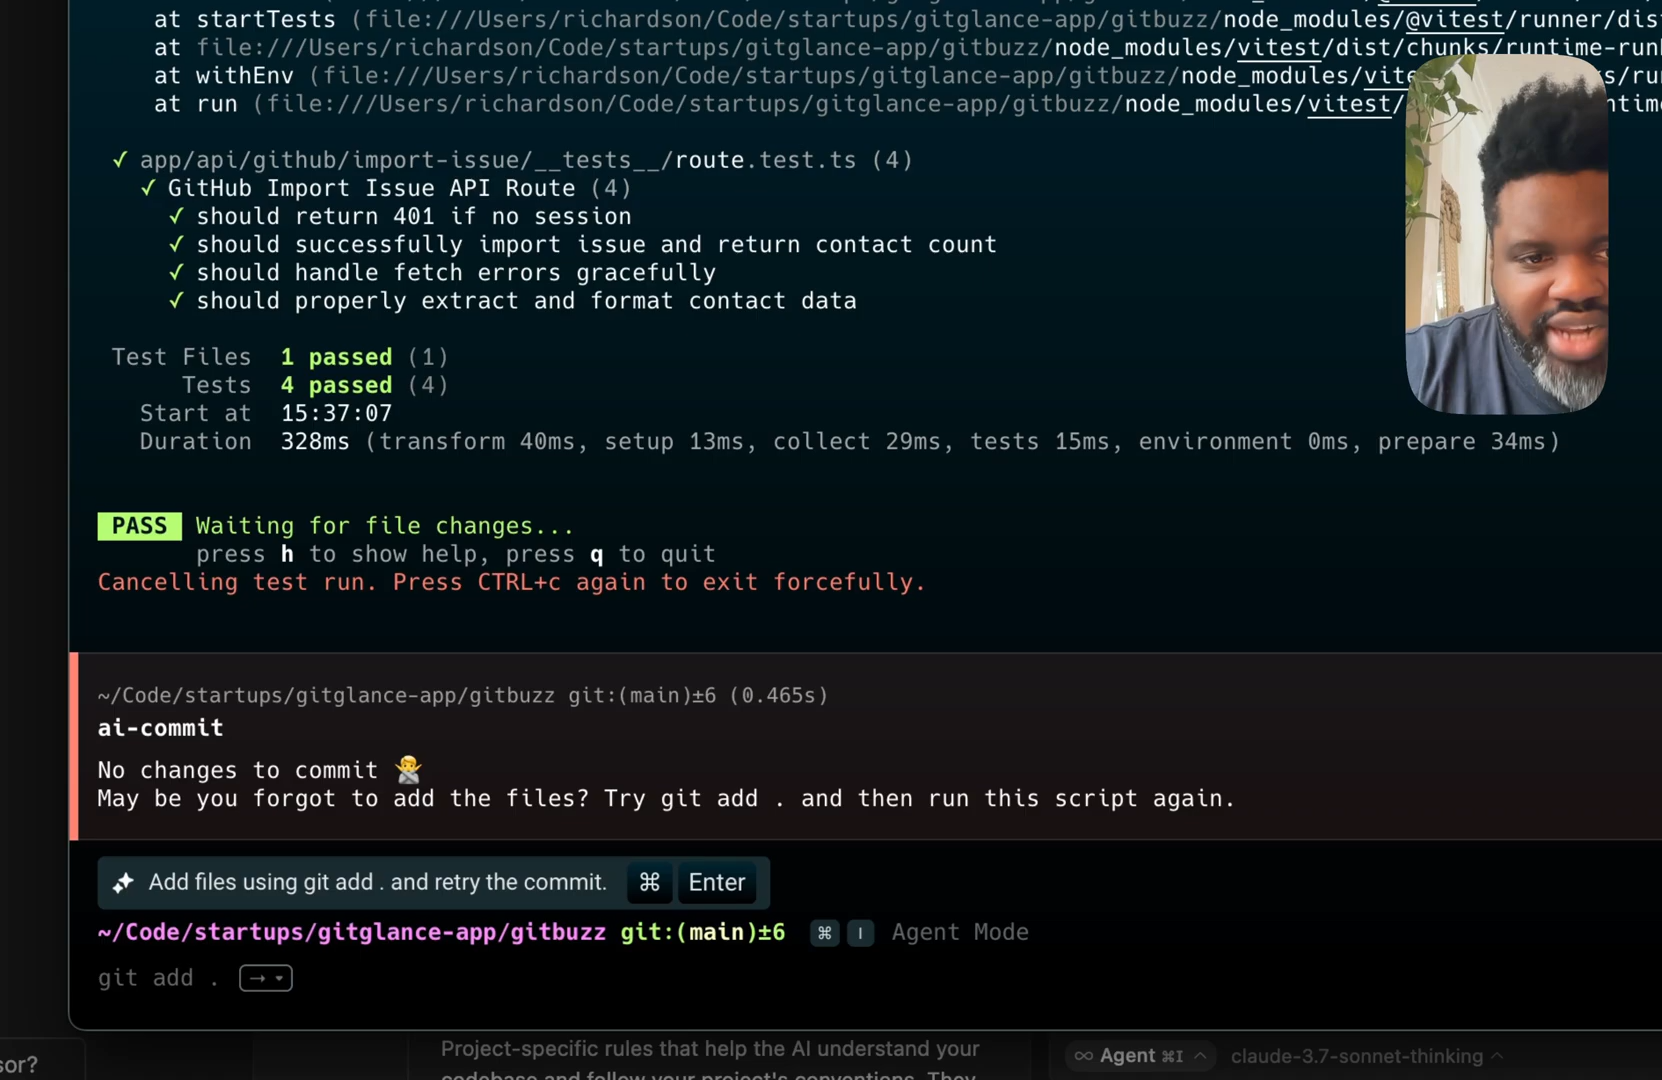 at startTests (file:///Users/richardson/Code/startups/gitglance-app/gitbuzz/node_modules/@vitest/runner/dis
at file:///Users/richardson/Code/startups/gitglance-app/gitbuzz/node_modules/vitest/dist/chunks/runtime-run
at withEnv (file:///Users/richardson/Code/startups/gitglance-app/gitbuzz/node_modules/vite
at run (file:///Users/richardson/Code/startups/gitglance-app/gitbuzz/node_modules/vitest/
✓ app/api/github/import-issue/__tests__/route.test.ts (4)
✓ GitHub Import Issue API Route (4)
✓ should return 401 if no session
✓ should successfully import issue and return contact count
✓ should handle fetch errors gracefully
✓ should properly extract and format contact data
Test Files 1 passed (1)
Tests 4 passed (4)
Start at 15:37:07
Duration 328ms (transform 40ms, setup 13ms, collect 29ms, tests 15ms, environment 0ms, prepare 34ms)
PASS Waiting for file changes...
press h to show help, press q to quit
Cancelling test run. Press CTRL+c again to exit forcefully.
~/Code/startups/gitglance-app/gitbuzz git:(main)±6 (0.465s)
ai-commit
No changes to commit 🙅
May be you forgot to add the files? Try git add . and then run this script again.
Add files using git add . and retry the commit. ⌘ Enter
~/Code/startups/gitglance-app/gitbuzz git:(main)±6 ⌘ I Agent Mode
git add . →
sor?
Project-specific rules that help the AI understand your
∞ Agent ⌘I claude-3.7-sonnet-thinking
codebase and follow your project's conventions. They